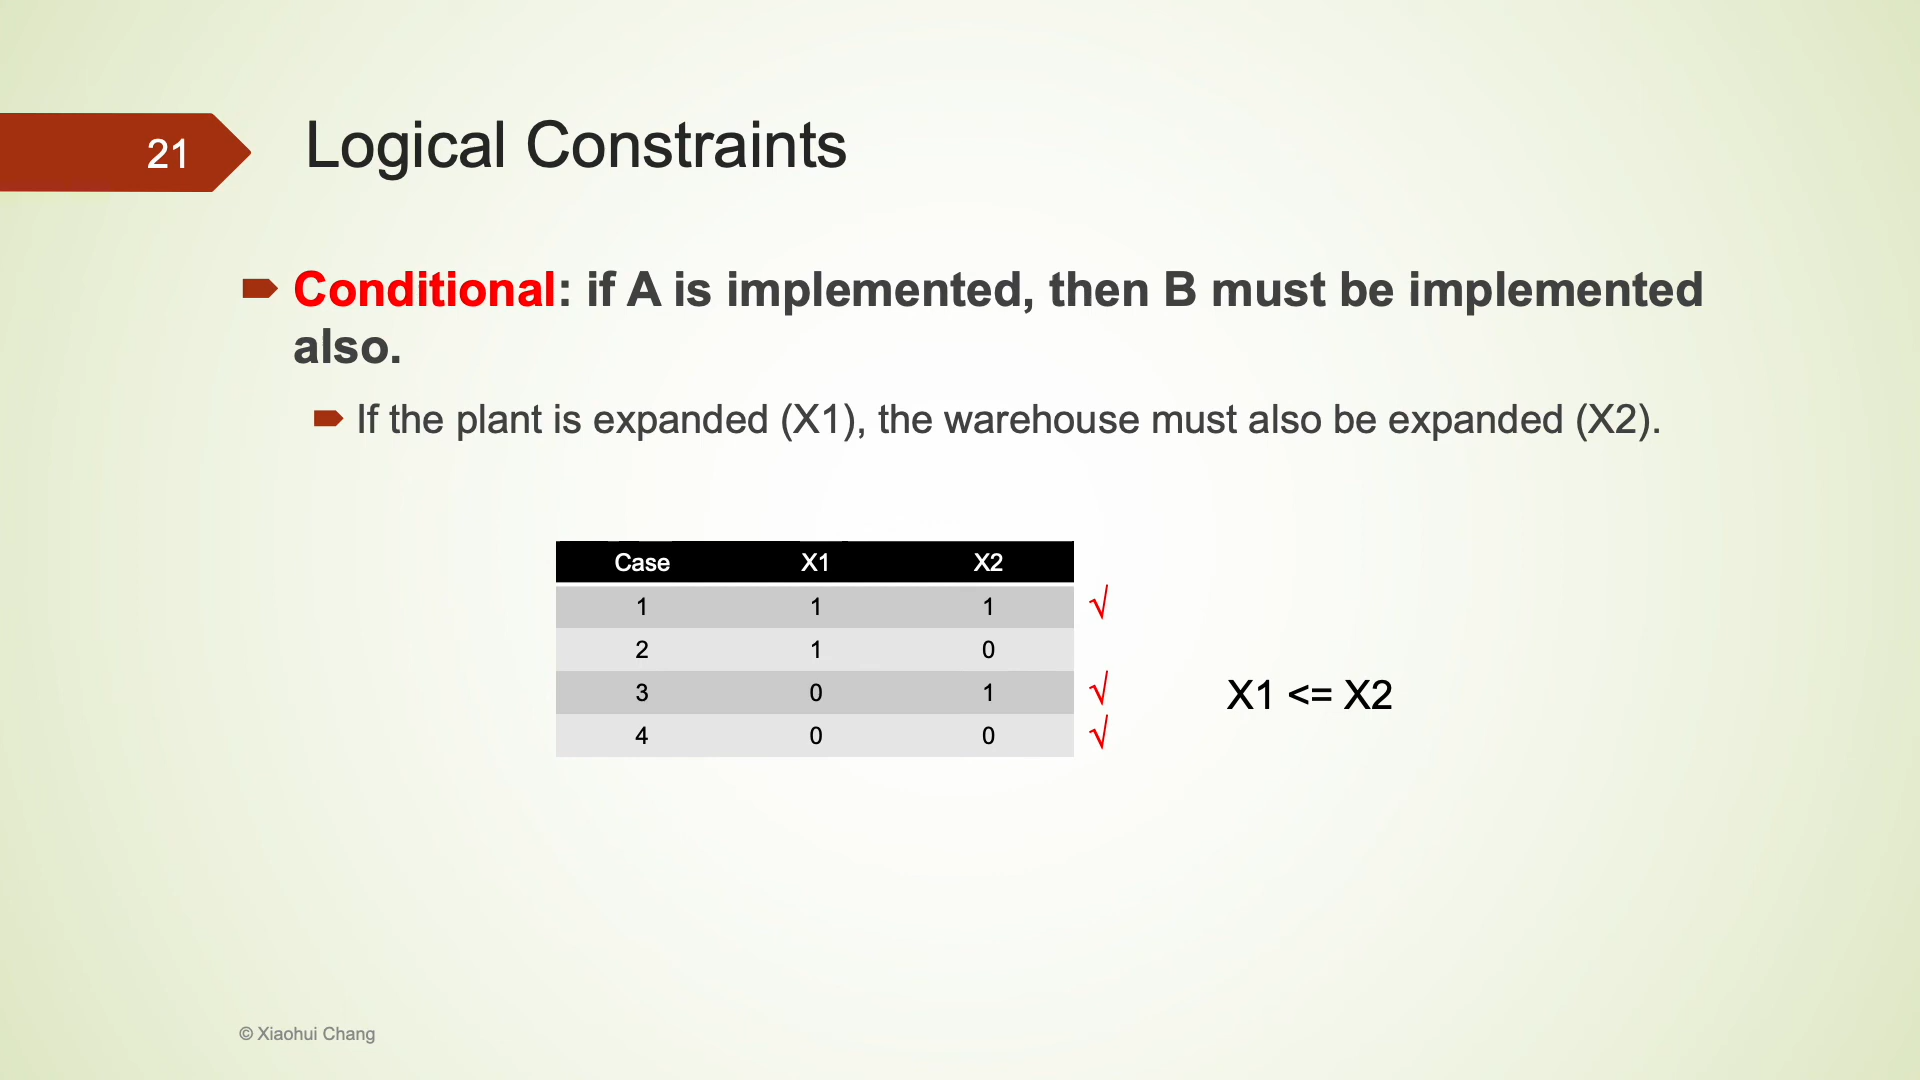 21
Logical Constraints
Conditional: if A is implemented, then B must be implemented
also.
If the plant is expanded (X1), the warehouse must also be expanded (X2).
Case X1 X2
1 1 1 √
2 1 0
3 0 1 √
4 0 0 √
X1 <= X2
© Xiaohui Chang